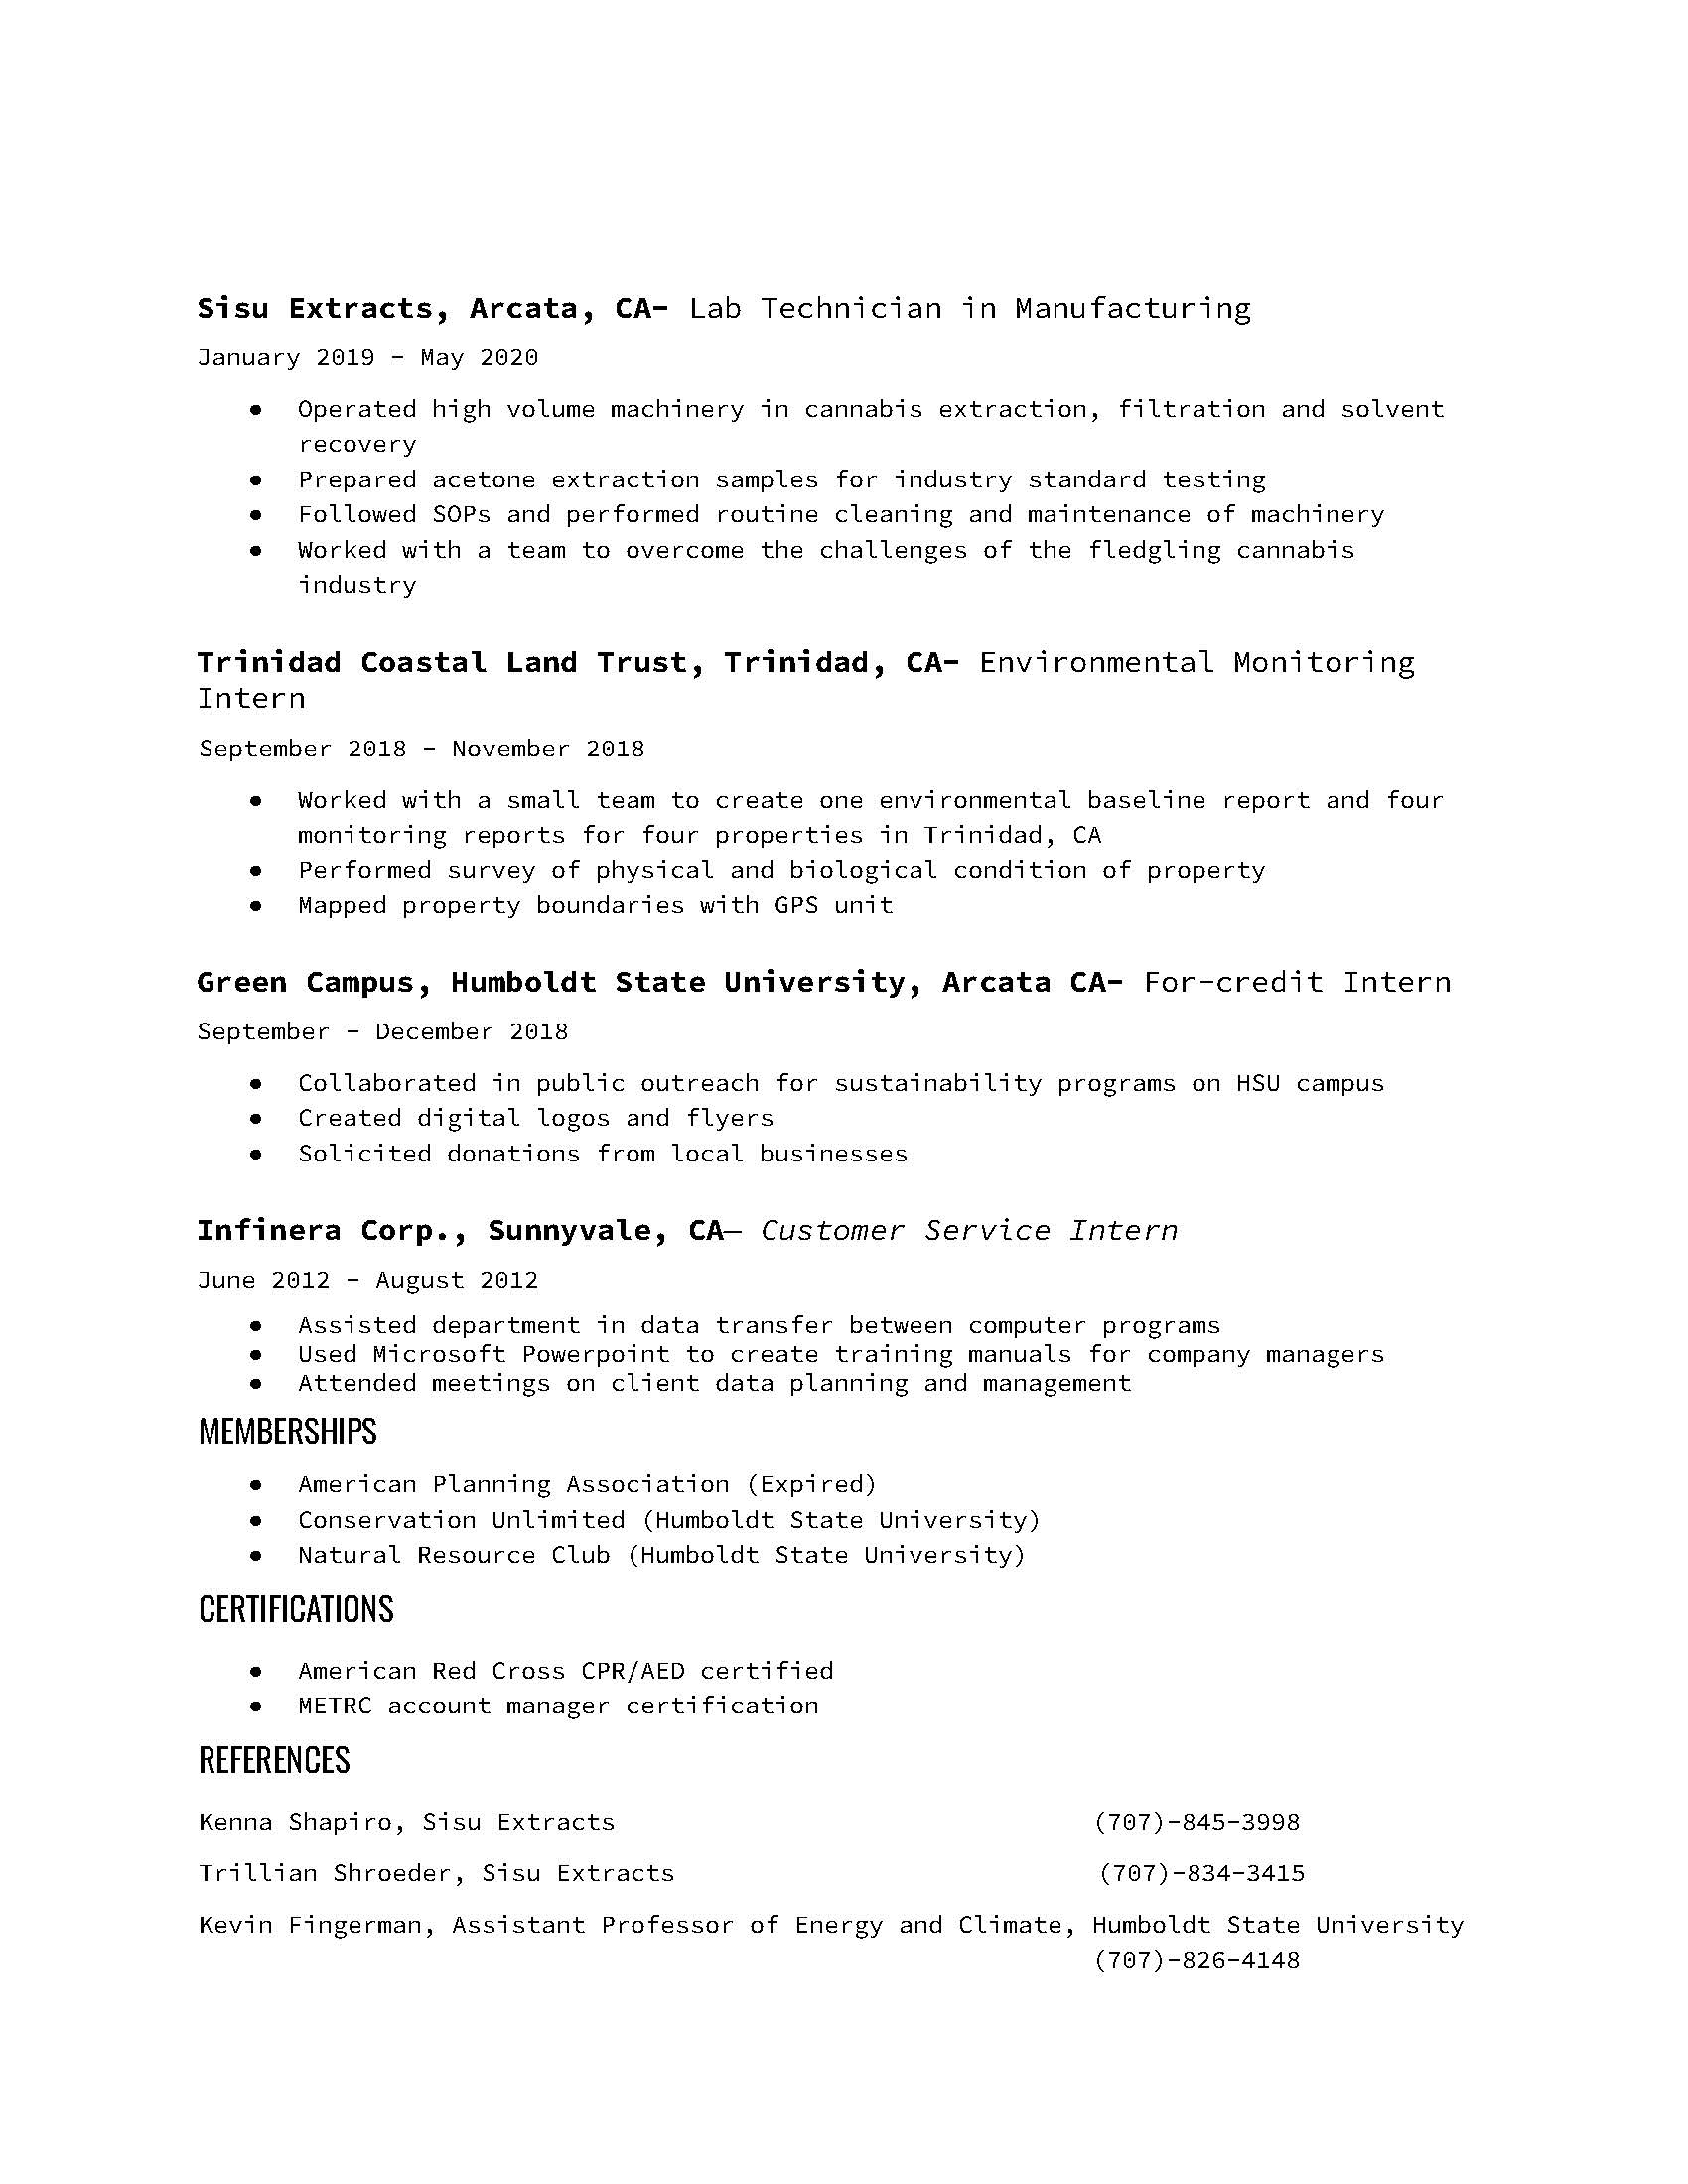 Sisu Extracts, Arcata, CA- Lab Technician in Manufacturing
January 2019 - May 2020
● Operated high volume machinery in cannabis extraction, filtration and solvent
recovery
● Prepared acetone extraction samples for industry standard testing
● Followed SOPs and performed routine cleaning and maintenance of machinery
● Worked with a team to overcome the challenges of the fledgling cannabis
industry
Trinidad Coastal Land Trust, Trinidad, CA- Environmental Monitoring
Intern
September 2018 - November 2018
● Worked with a small team to create one environmental baseline report and four
monitoring reports for four properties in Trinidad, CA
● Performed survey of physical and biological condition of property
● Mapped property boundaries with GPS unit
Green Campus, Humboldt State University, Arcata CA- For-credit Intern
September - December 2018
● Collaborated in public outreach for sustainability programs on HSU campus
● Created digital logos and flyers
● Solicited donations from local businesses
Infinera Corp., Sunnyvale, CA— Customer Service Intern
June 2012 - August 2012
● Assisted department in data transfer between computer programs
● Used Microsoft Powerpoint to create training manuals for company managers
● Attended meetings on client data planning and management
MEMBERSHIPS
● American Planning Association (Expired)
● Conservation Unlimited (Humboldt State University)
● Natural Resource Club (Humboldt State University)
CERTIFICATIONS
● American Red Cross CPR/AED certified
● METRC account manager certification
REFERENCES
Kenna Shapiro, Sisu Extracts (707)-845-3998
Trillian Shroeder, Sisu Extracts (707)-834-3415
Kevin Fingerman, Assistant Professor of Energy and Climate, Humboldt State University
(707)-826-4148